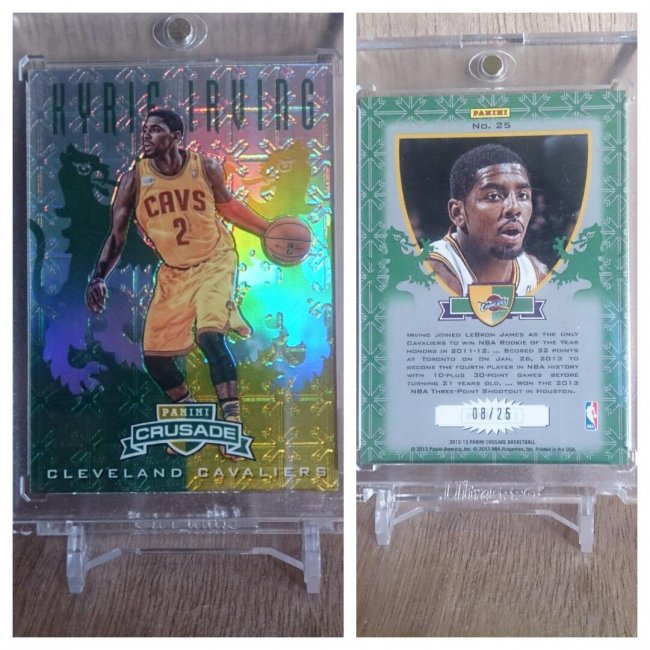 KYRIE IRVING
CAVS
2
PANINI
CRUSADE
CLEVELAND CAVALIERS
PANINI
No. 25
CAVALIERS
Irving joined LeBron James as the only
Cavaliers to win NBA Rookie of the Year
honors in 2011-12. ... Scored 32 points
at Toronto on on Jan. 26, 2013 to
become the fourth player in NBA history
with 10-plus 30-point games before
turning 21 years old. ... Won the 2013
NBA Three-Point Shootout in Houston.
08/25
2012-13 PANINI CRUSADE BASKETBALL
© 2013 Panini America, Inc. © 2013 NBA Properties, Inc. Printed in the USA.
NBA